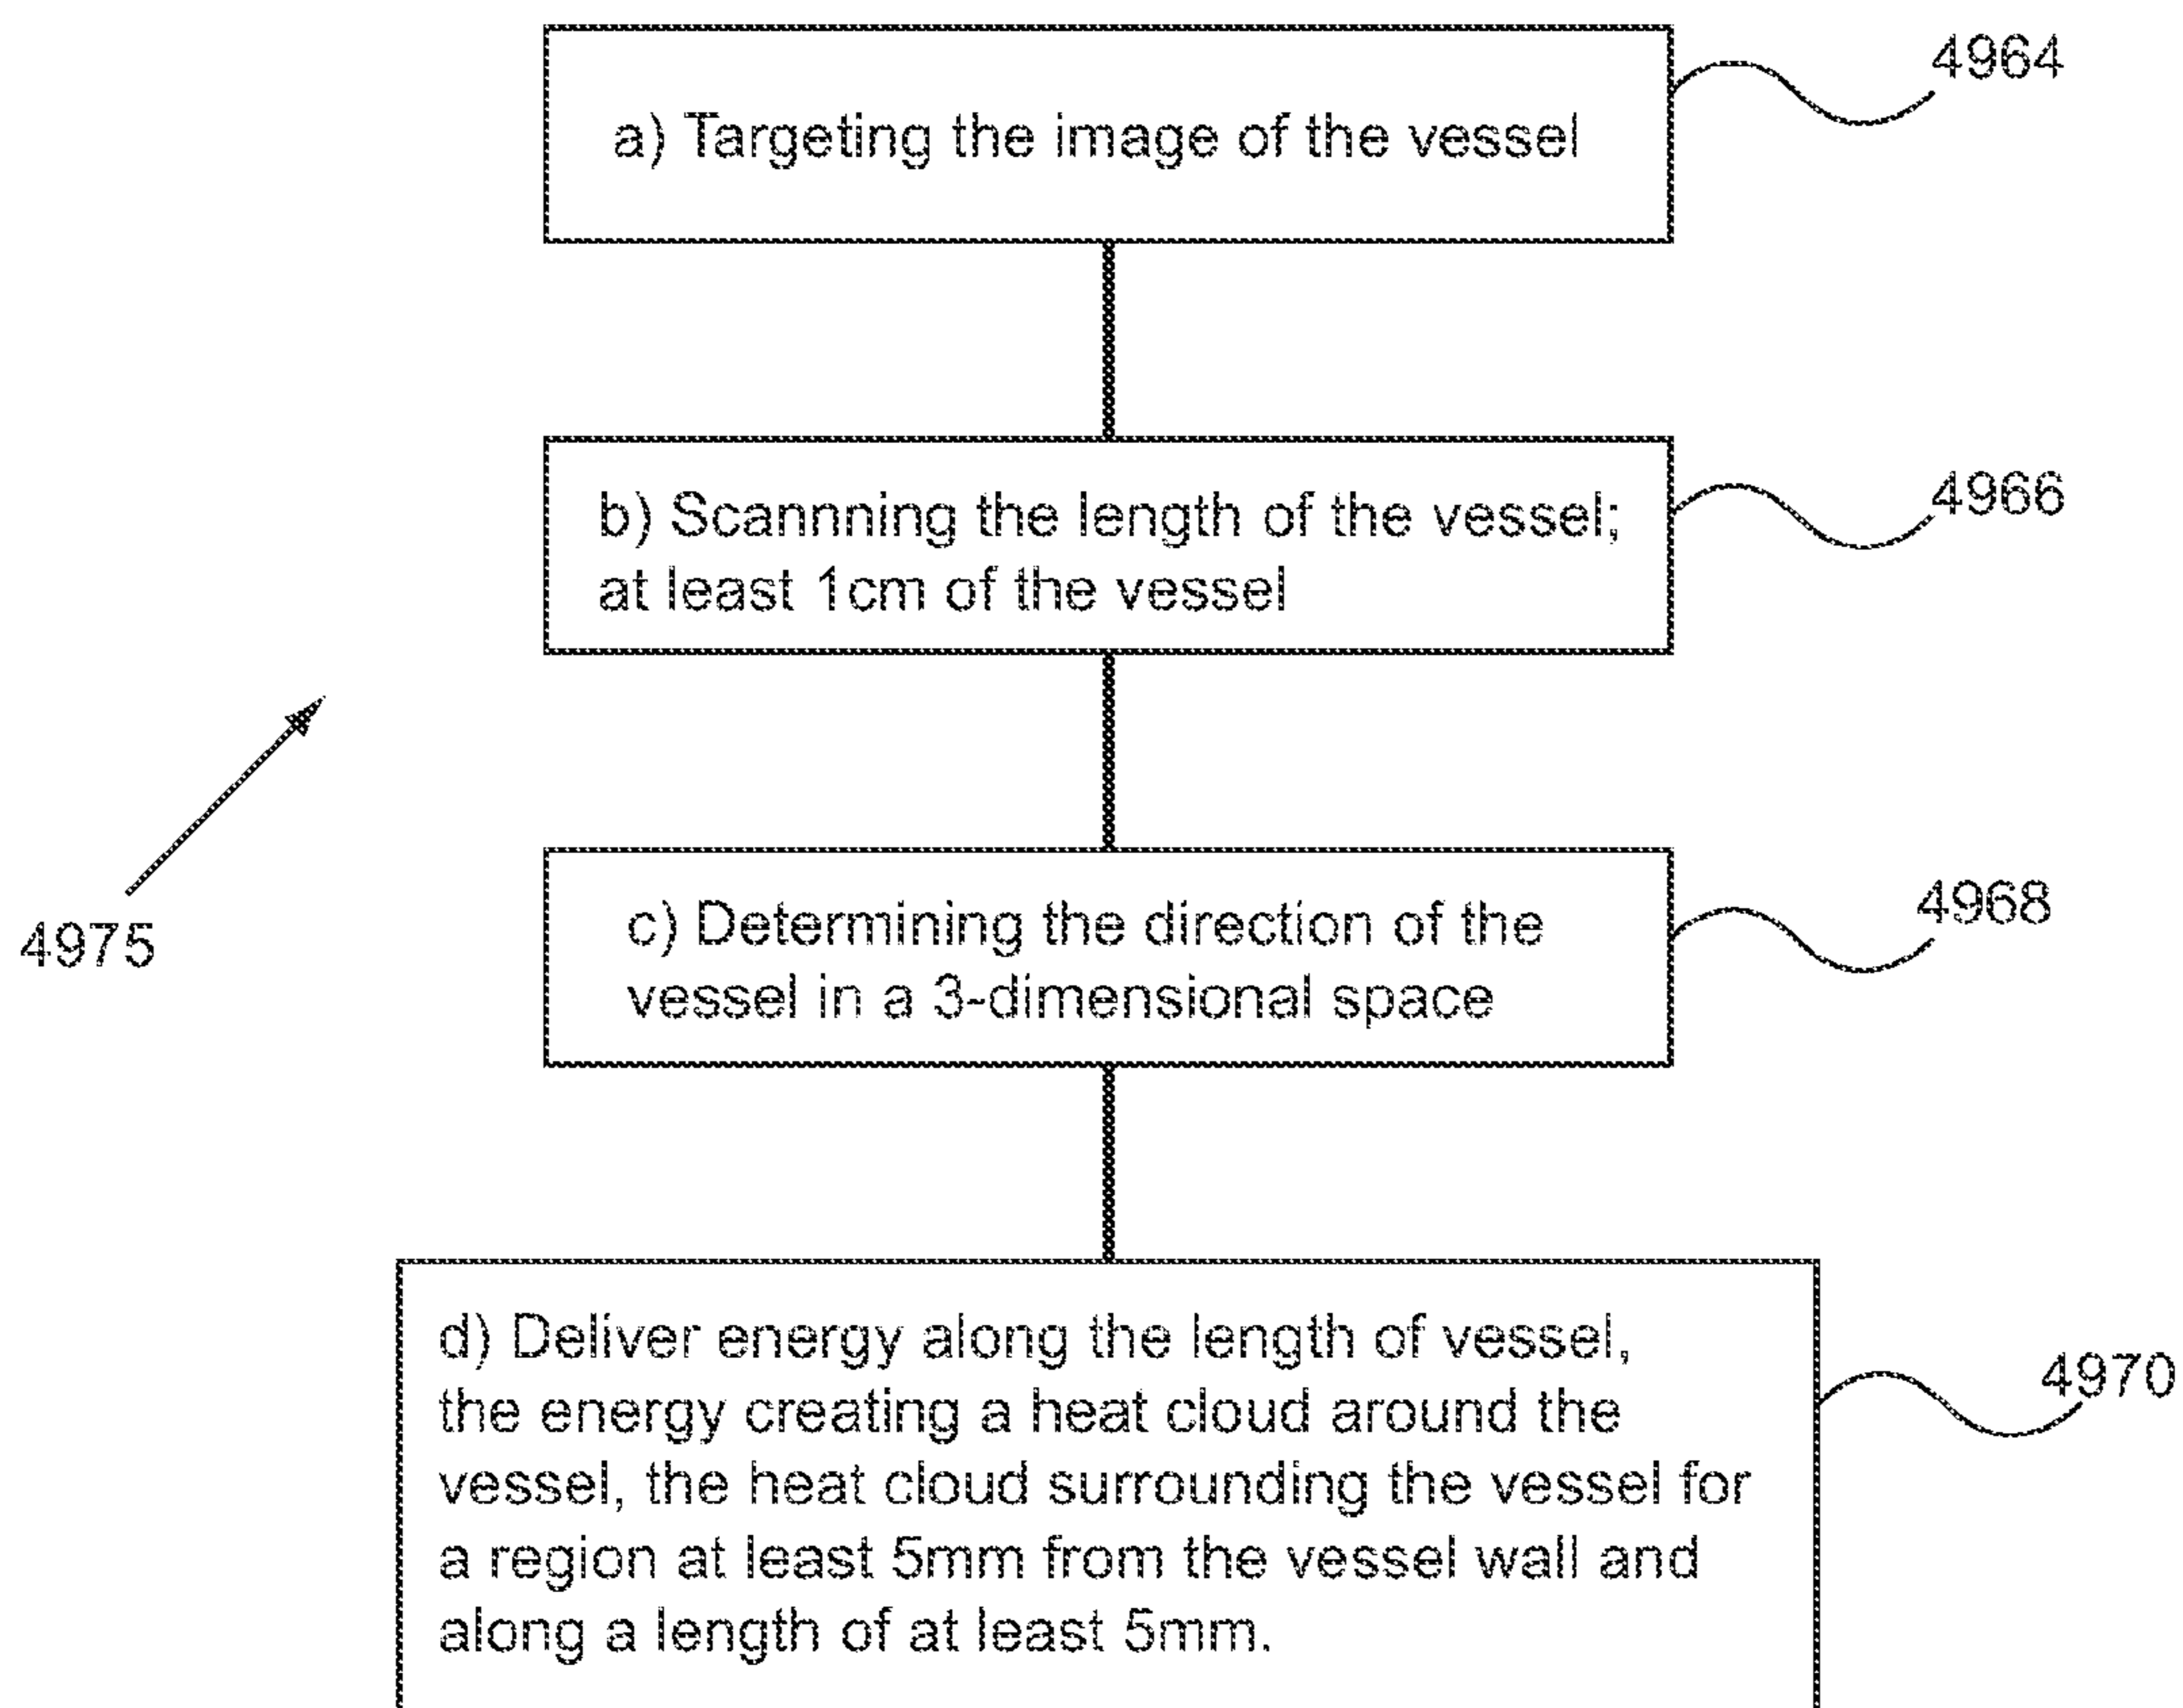 a) Targeting the image of the vessel
4964
b) Scannning the length of the vessel;
at least 1cm of the vessel
4966
c) Determining the direction of the
vessel in a 3-dimensional space
4968
4975
d) Deliver energy along the length of vessel,
the energy creating a heat cloud around the
vessel, the heat cloud surrounding the vessel for
a region at least 5mm from the vessel wall and
along a length of at least 5mm.
4970